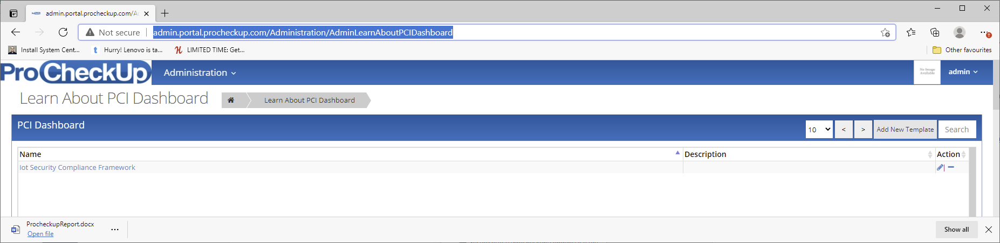 admin.portal.procheckup.com/A
Not secure
admin.portal.procheckup.com/Administration/AdminLearnAboutPCIDashboard
Install System Cent...
Hurry! Lenovo is ta...
LIMITED TIME: Get...
Other favourites
ProCheckUp
Administration
No Image
Available
admin
Learn About PCI Dashboard
Learn About PCI Dashboard
PCI Dashboard
10
<
>
Add New Template
Search
Name
Description
Action
Iot Security Compliance Framework
ProcheckupReport.docx
Open file
Show all